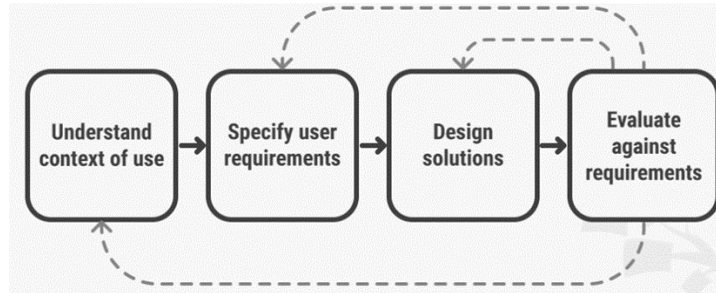 Understand
context of use
Specify user
requirements
Design
solutions
Evaluate
against
requirements